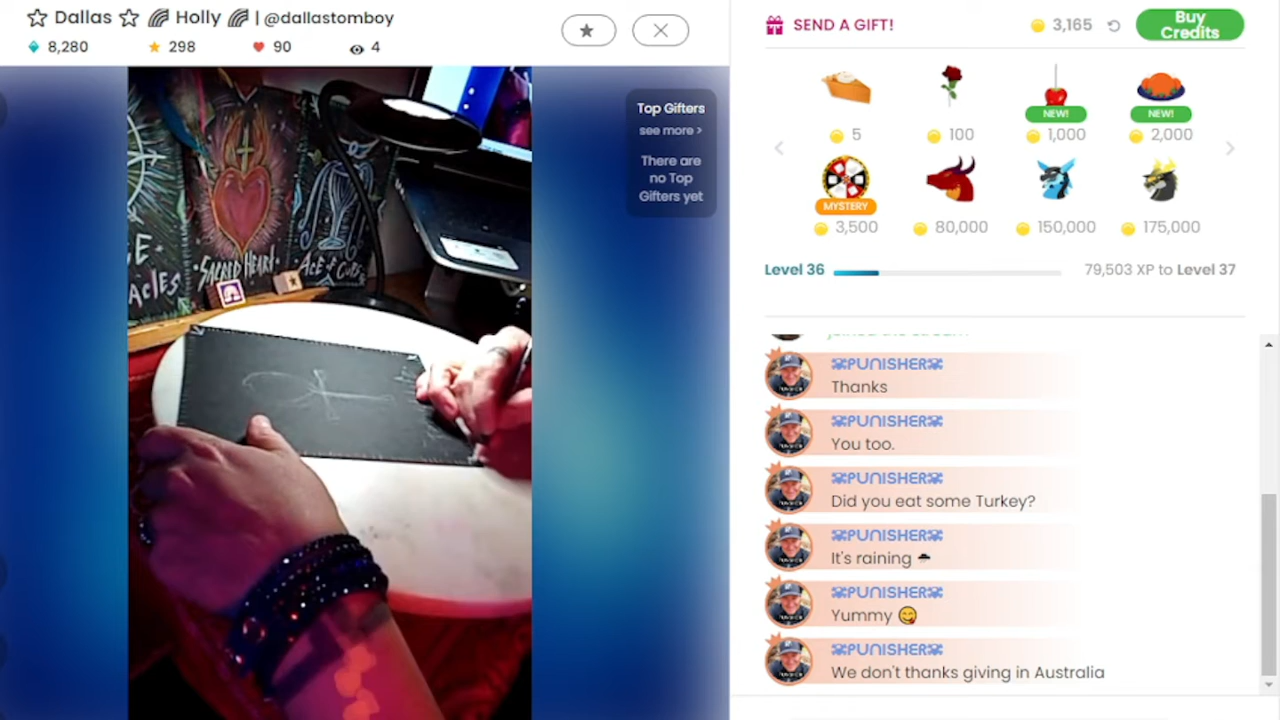 ☆ Dallas ☆ 🌈 Holly 🌈 | @dallastomboy
8,280 298 90 4
Top Gifters
see more >
There are
no Top
Gifters yet
ACE OF CUPS
SACRED HEART
SEND A GIFT!
3,165
Buy
Credits
5
100
NEW!
1,000
NEW!
2,000
MYSTERY
3,500
80,000
150,000
175,000
Level 36
79,503 XP to Level 37
☠PUNISHER☠
Thanks
☠PUNISHER☠
You too.
☠PUNISHER☠
Did you eat some Turkey?
☠PUNISHER☠
It's raining 🌧
☠PUNISHER☠
Yummy 😋
☠PUNISHER☠
We don't thanks giving in Australia